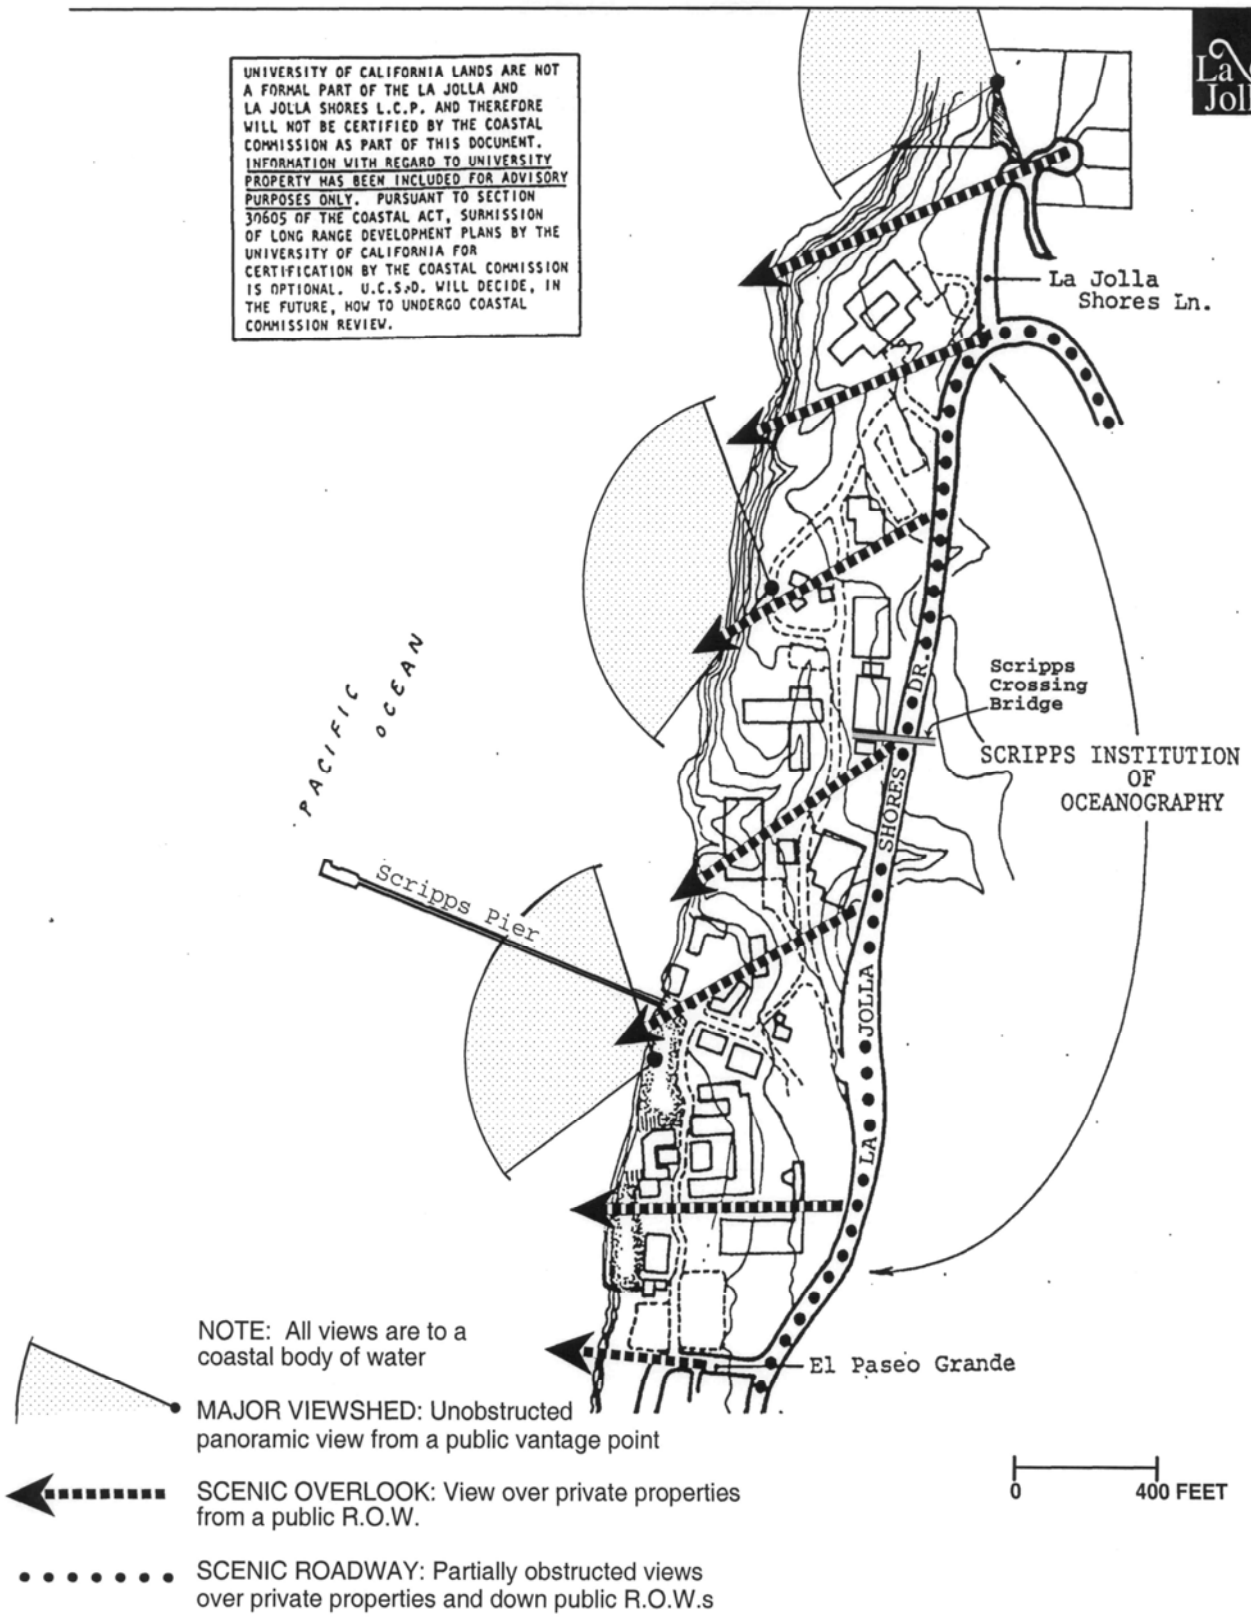 La
Joll
UNIVERSITY OF CALIFORNIA LANDS ARE NOT
A FORMAL PART OF THE LA JOLLA AND
LA JOLLA SHORES L.C.P. AND THEREFORE
WILL NOT BE CERTIFIED BY THE COASTAL
COMMISSION AS PART OF THIS DOCUMENT.
INFORMATION WITH REGARD TO UNIVERSITY
PROPERTY HAS BEEN INCLUDED FOR ADVISORY
PURPOSES ONLY. PURSUANT TO SECTION
30605 OF THE COASTAL ACT, SURMISSION
OF LONG RANGE DEVELOPMENT PLANS BY THE
UNIVERSITY OF CALIFORNIA FOR
CERTIFICATION BY THE COASTAL COMMISSION
IS OPTIONAL. U.C.S.D. WILL DECIDE, IN
THE FUTURE, HOW TO UNDERGO COASTAL
COMMISSION REVIEW.
La Jolla
Shores Ln.
PACIFIC
OCEAN
Scripps
Crossing
Bridge
SCRIPPS INSTITUTION
OF
OCEANOGRAPHY
Scripps Pier
LA JOLLA SHORES DR.
El Paseo Grande
NOTE: All views are to a
coastal body of water
MAJOR VIEWSHED: Unobstructed
panoramic view from a public vantage point
SCENIC OVERLOOK: View over private properties
from a public R.O.W.
SCENIC ROADWAY: Partially obstructed views
over private properties and down public R.O.W.s
0 400 FEET